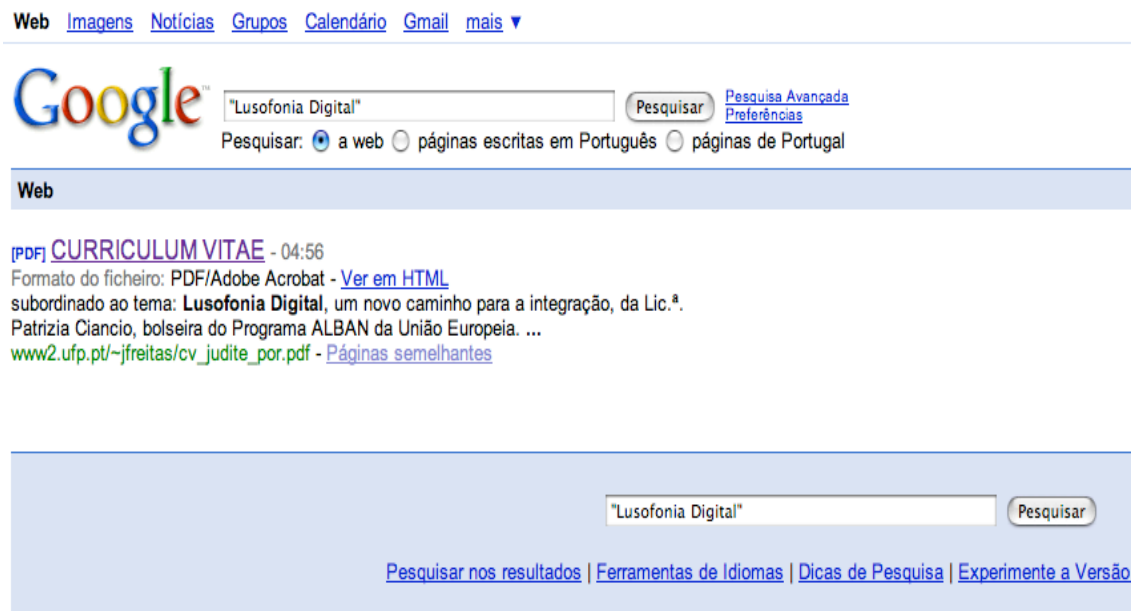 Web Imagens Notícias Grupos Calendário Gmail mais ▼
Google™ "Lusofonia Digital" Pesquisar Pesquisa Avançada
Preferências
Pesquisar: a web páginas escritas em Português páginas de Portugal
Web
[PDF] CURRICULUM VITAE - 04:56
Formato do ficheiro: PDF/Adobe Acrobat - Ver em HTML
subordinado ao tema: Lusofonia Digital, um novo caminho para a integração, da Lic.ª.
Patrizia Ciancio, bolseira do Programa ALBAN da União Europeia. ...
www2.ufp.pt/~jfreitas/cv_judite_por.pdf - Páginas semelhantes
"Lusofonia Digital" Pesquisar
Pesquisar nos resultados | Ferramentas de Idiomas | Dicas de Pesquisa | Experimente a Versão